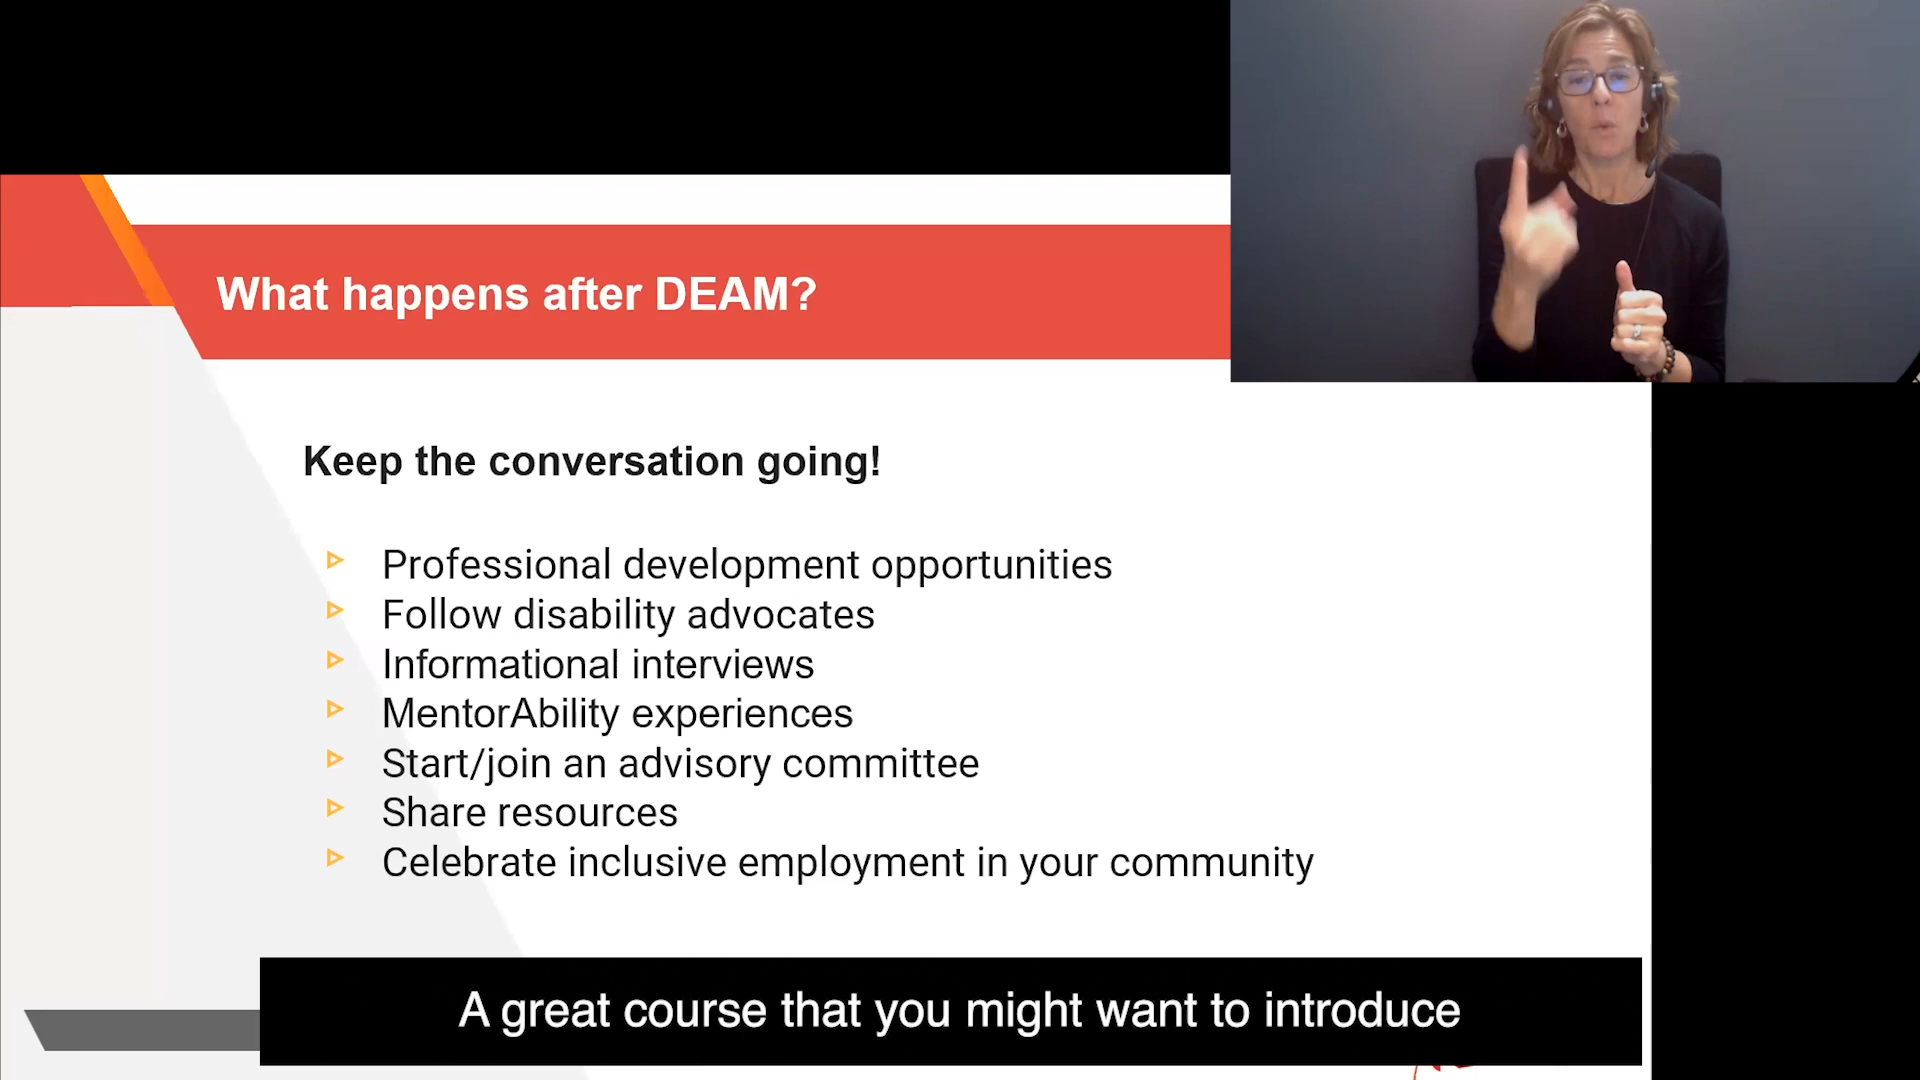 What happens after DEAM?
Keep the conversation going!
Professional development opportunities
Follow disability advocates
Informational interviews
MentorAbility experiences
Start/join an advisory committee
Share resources
Celebrate inclusive employment in your community
A great course that you might want to introduce